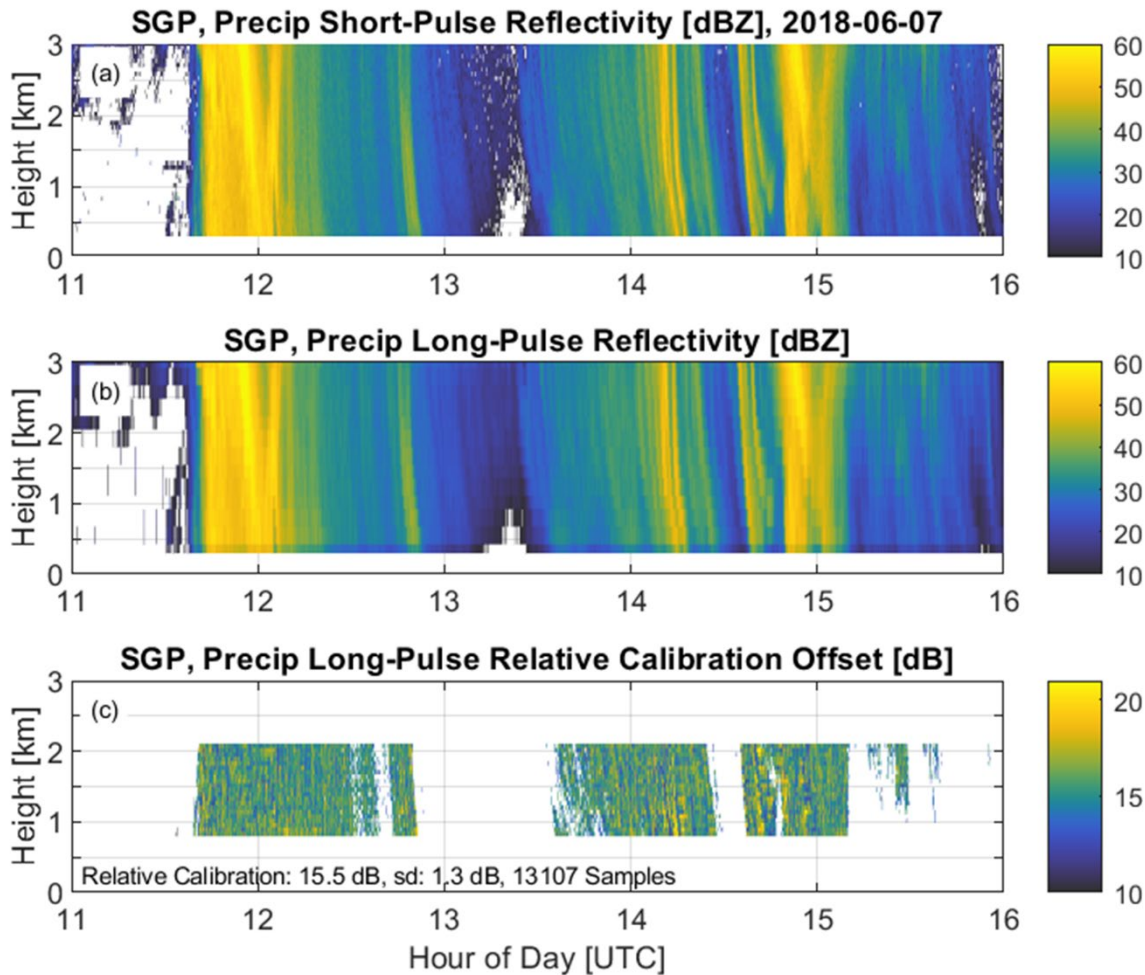 SGP, Precip Short-Pulse Reflectivity [dBZ], 2018-06-07
(a)
Height [km]
3
2
1
0
11 12 13 14 15 16
60
50
40
30
20
10
SGP, Precip Long-Pulse Reflectivity [dBZ]
(b)
Height [km]
3
2
1
0
11 12 13 14 15 16
60
50
40
30
20
10
SGP, Precip Long-Pulse Relative Calibration Offset [dB]
(c)
Height [km]
3
2
1
0
Relative Calibration: 15.5 dB, sd: 1.3 dB, 13107 Samples
11 12 13 14 15 16
20
15
10
Hour of Day [UTC]